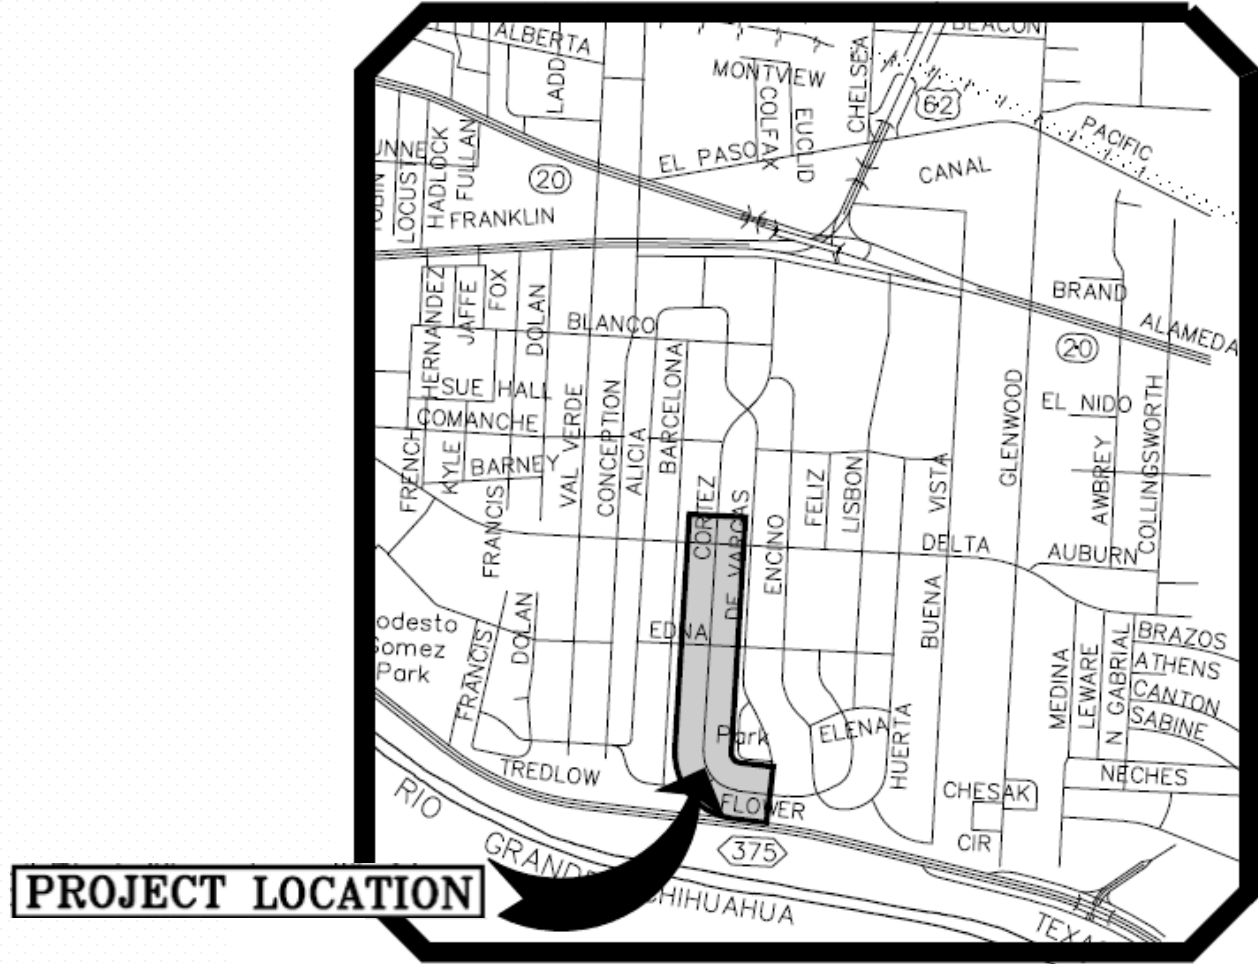 ALBERTA
BEACON
LADD
MONTVIEW
COLFAX
EUCLID
CHELSEA
62
PACIFIC
HADLOCK
FULLAN
LOCUST
20
EL PASO
CANAL
FRANKLIN
HERNANDEZ
JAFFE
FOX
DOLAN
BLANCO
BRAND
ALAMEDA
20
SUE HALL
COMANCHE
BARNEY
FRENCH
KYLE
FRANCIS
VAL VERDE
CONCEPTION
ALICIA
BARCELONA
CORTEZ
DE VARGAS
ENCINO
FELIZ
LISBON
VISTA
BUENA
GLENWOOD
EL NIDO
AWBREY
COLLINGSWORTH
DELTA
AUBURN
EDNA
DOLAN
FRANCIS
odesto
Gomez
Park
Park
ELENA
HUERTA
MEDINA
LEWARE
N GABRIAL
BRAZOS
ATHENS
CANTON
SABINE
NECHES
TREDLOW
FLOWER
CHESAK
CIR
375
RIO
GRANDE
CHIHUAHUA
TEXAS
PROJECT LOCATION